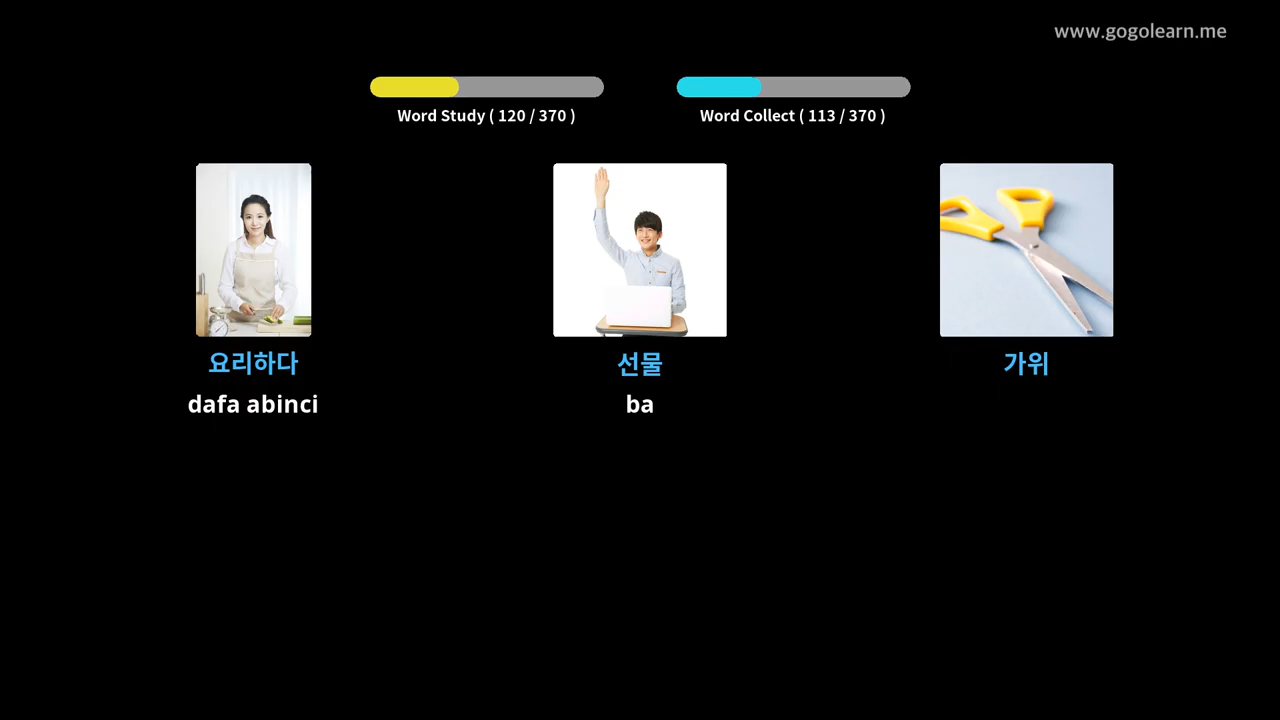 www.gogolearn.me
Word Study ( 120 / 370 )
Word Collect ( 113 / 370 )
요리하다
선물
가위
dafa abinci
ba